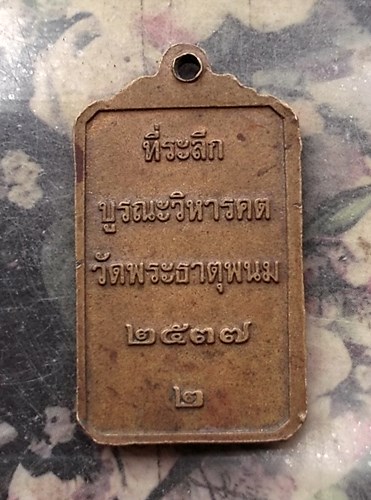 ที่ระลึก
บูรณะวิหารคต
วัดพระธาตุพนม
๒๕๓๗
๒